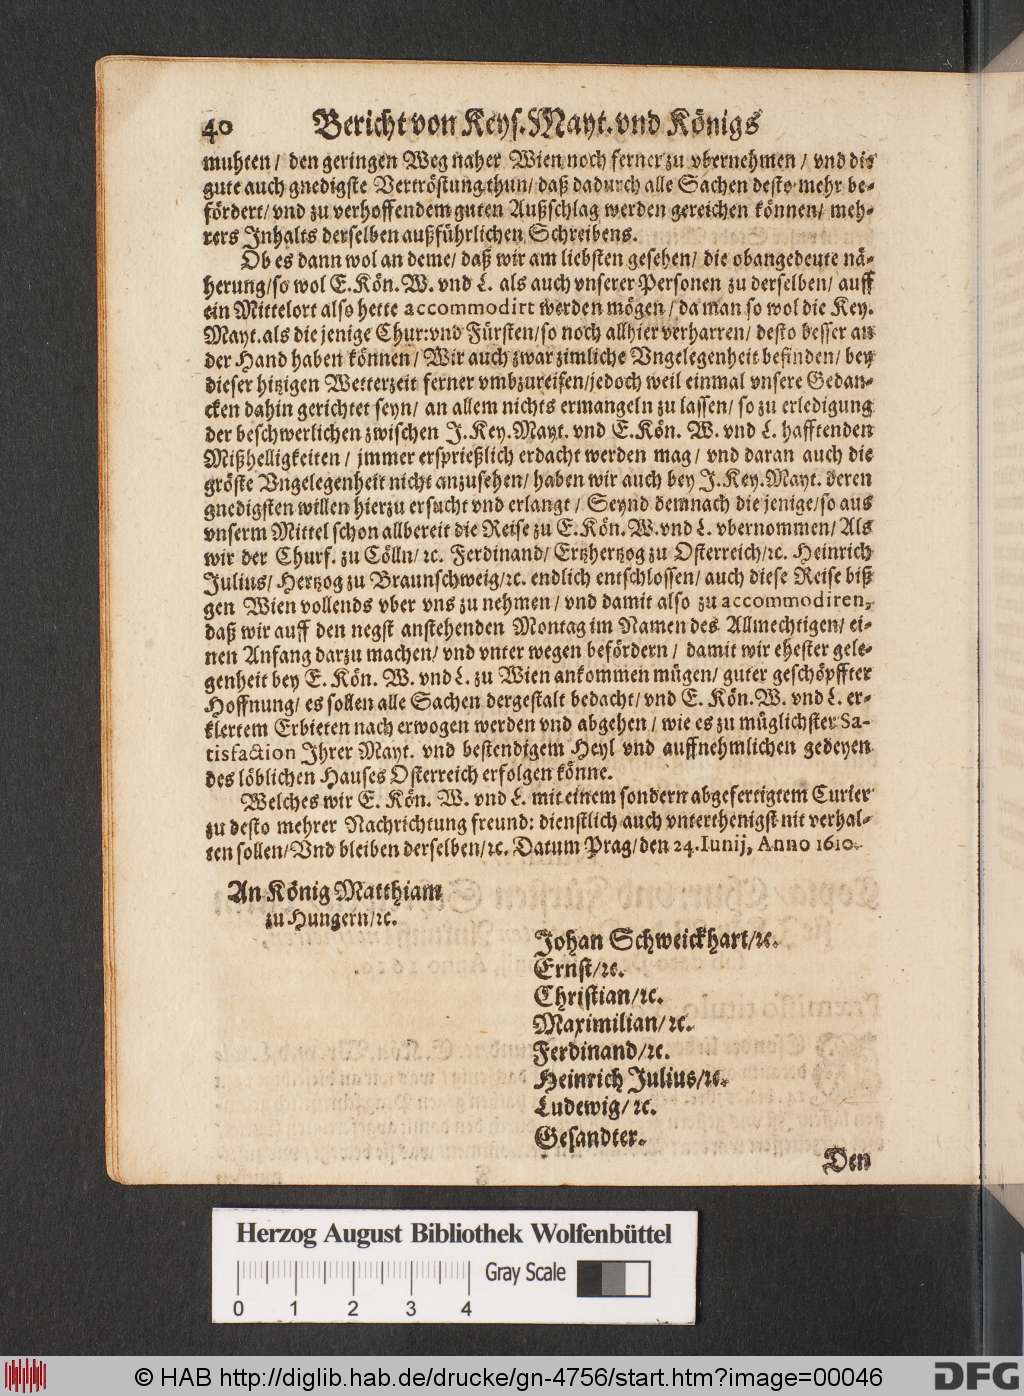 40 Bericht von Keys. Mayt. vnd Königs
muhten / den geringen Weg naher Wien noch ferner zu vbernehmen / vnd die
gute auch gnedigste Vertröstung thun / daß dadurch alle Sachen desto mehr be-
fördert / vnd zu verhoffendem guten Außschlag werden gereichen können / meh-
rers Inhalts derselben außführlichen Schreibens.
Ob es dann wol an deme / daß wir am liebsten gesehen / die obangedeute nä-
herung / so wol E. Kön. W. vnd L. als auch vnserer Personen zu derselben / auff
ein Mittelort also hette accommodirt werden mögen / da man so wol die Key.
Mayt. als die jenige Chur: vnd Fürsten / so noch allhier verharren / desto besser an
der Hand haben können / Wir auch zwar zimliche Vngelegenheit befinden / bey
dieser hitzigen Wetterzeit ferner vmbzureisen / jedoch weil einmal vnsere Gedan-
cken dahin gerichtet seyn / an allem nichts ermangeln zu lassen / so zu erledigung
der beschwerlichen zwischen J. Key. Mayt. vnd E. Kön. W. vnd L. hafftenden
Mißhelligkeiten / jmmer ersprießlich erdacht werden mag / vnd daran auch die
gröste Vngelegenheit nicht anzusehen / haben wir auch bey J. Key. Mayt. deren
gnedigsten willen hierzu ersucht vnd erlangt / Seynd demnach die jenige / so aus
vnserm Mittel schon allbereit die Reise zu E. Kön. W. vnd L. vbernommen / Als
wir der Churf. zu Cölln / ꝛc. Ferdinand / Ertzhertzog zu Osterreich / ꝛc. Heinrich
Julius / Hertzog zu Braunschweig / ꝛc. endlich entschlossen / auch diese Reise biß
gen Wien vollends vber vns zu nehmen / vnd damit also zu accommodiren,
daß wir auff den negst anstehenden Montag im Namen des Allmechtigen / ei-
nen Anfang darzu machen / vnd vnter wegen befördern / damit wir ehester gele-
genheit bey E. Kön. W. vnd L. zu Wien ankommen mügen / guter geschöpffter
Hoffnung / es sollen alle Sachen dergestalt bedacht / vnd E. Kön. W. vnd L. er-
klertem Erbieten nach erwogen werden vnd abgehen / wie es zu müglichster Sa-
tisfaction Jhrer Mayt. vnd bestendigem Heyl vnd auffnehmlichen gedeyen
des löblichen Hauses Osterreich erfolgen könne.
Welches wir E. Kön. W. vnd L. mit einem sondern abgefertigtem Curier
zu desto mehrer Nachrichtung freund: dienstlich auch vnterthenigst nit verhal-
ten sollen / Vnd bleiben derselben / ꝛc. Datum Prag / den 24. Iunij, Anno 1610.
An König Matthiam
zu Hungern / ꝛc.
Johan Schweickhart / ꝛc.
Ernst / ꝛc.
Christian / ꝛc.
Maximilian / ꝛc.
Ferdinand / ꝛc.
Heinrich Julius / ꝛc.
Ludewig / ꝛc.
Gesandter.
Den
Herzog August Bibliothek Wolfenbüttel
Gray Scale
0 1 2 3 4
© HAB http://diglib.hab.de/drucke/gn-4756/start.htm?image=00046
DFG